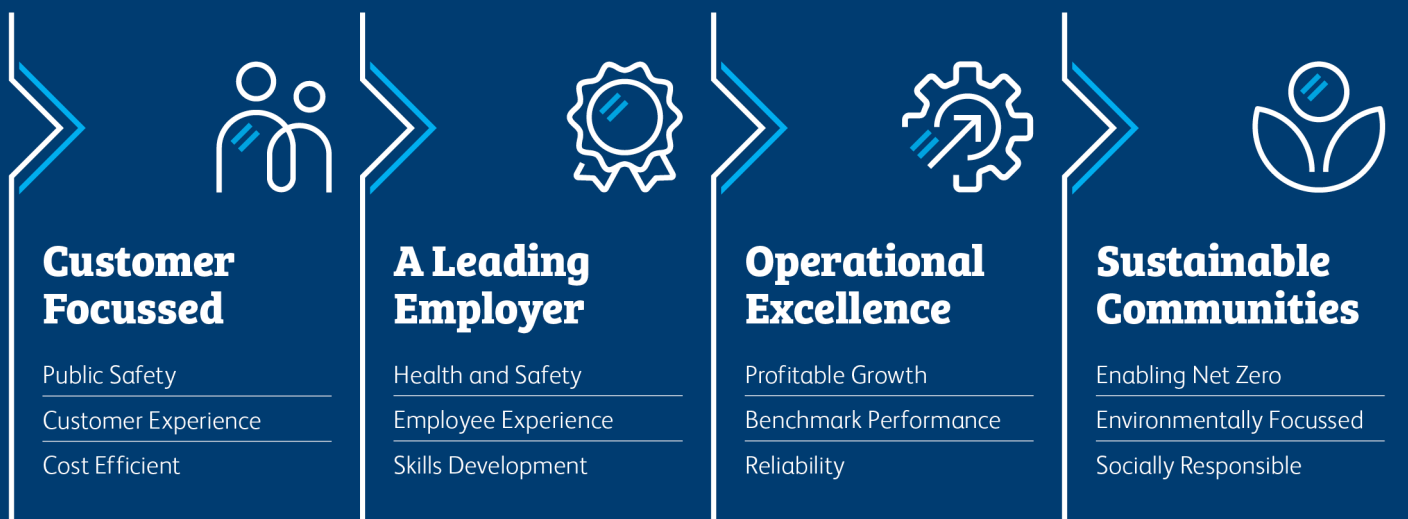 Customer
Focussed
Public Safety
Customer Experience
Cost Efficient
A Leading
Employer
Health and Safety
Employee Experience
Skills Development
Operational
Excellence
Profitable Growth
Benchmark Performance
Reliability
Sustainable
Communities
Enabling Net Zero
Environmentally Focussed
Socially Responsible